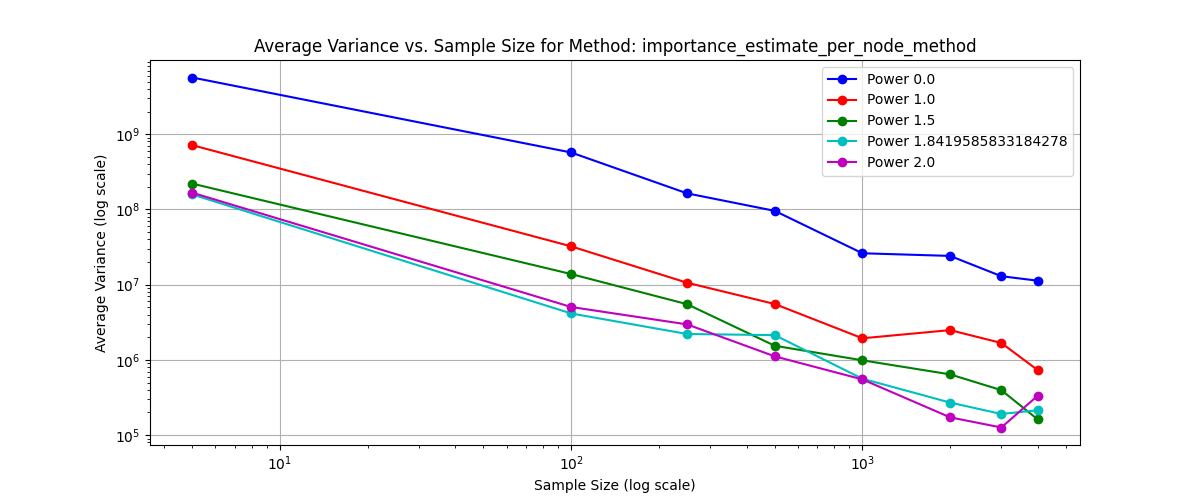 Average Variance vs. Sample Size for Method: importance_estimate_per_node_method
Power 0.0
Power 1.0
Power 1.5
Power 1.8419585833184278
Power 2.0
Average Variance (log scale)
10⁹
10⁸
10⁷
10⁶
10⁵
10¹
10²
10³
Sample Size (log scale)